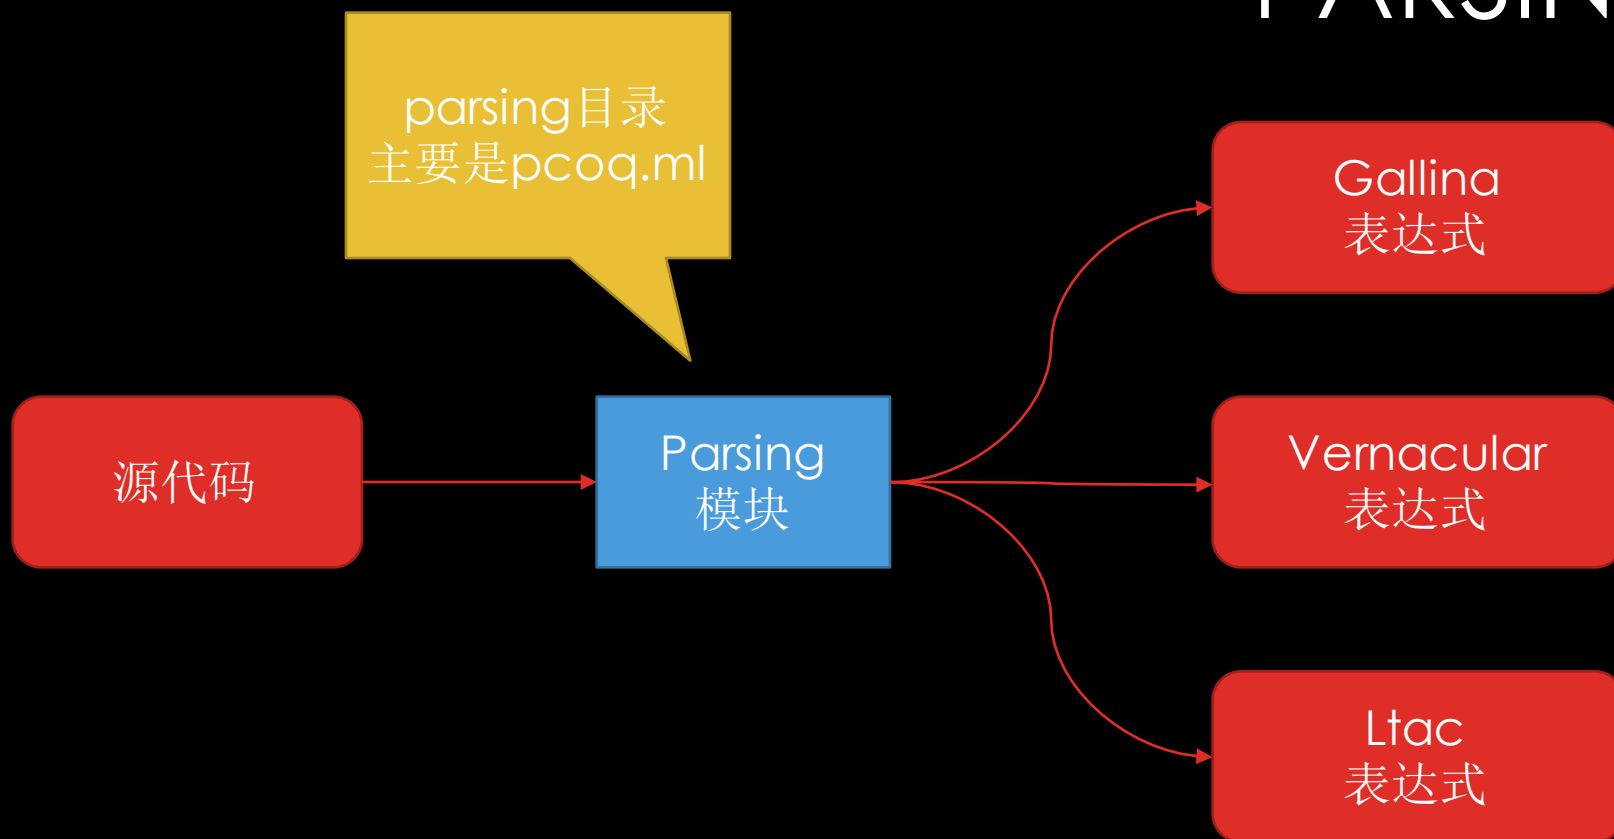 parsing目录
主要是pcoq.ml
Gallina
表达式
源代码
Parsing
模块
Vernacular
表达式
Ltac
表达式